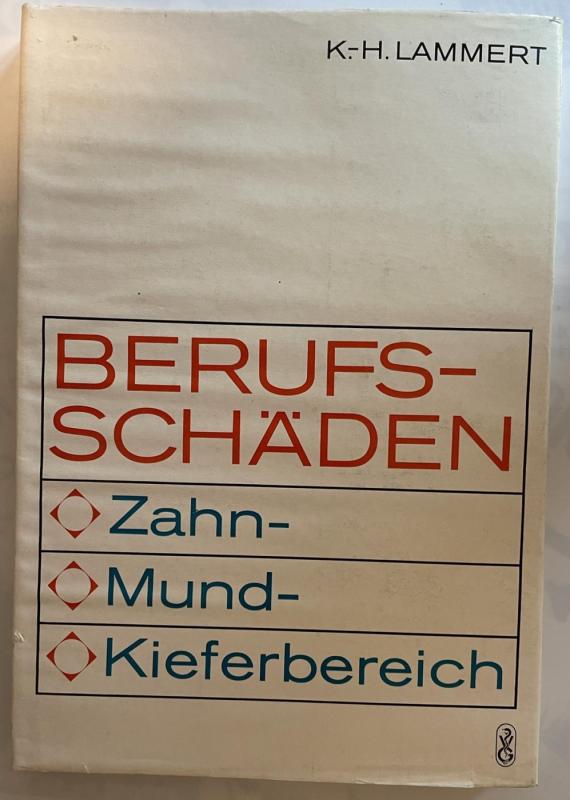 K.-H. LAMMERT
BERUFS-
SCHÄDEN
Zahn-
Mund-
Kieferbereich